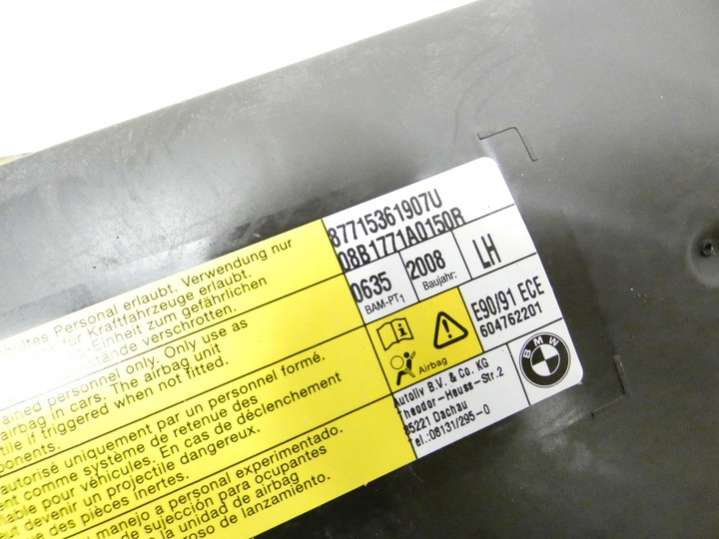 87715361907U
08B1771A0150B
0635
BAM-PT1
2008
Baujahr:
LH
E90/91 ECE
604762201
Airbag
BMW
Autoliv B.V. & Co. KG
Theodor-Heuss-Str.2
85221 Dachau
Tel.:08131/295-0
Personal erlaubt. Verwendung nur
für Kraftfahrzeuge erlaubt.
Einheit zum gefährlichen
verschrotten.
personnel only. Only use as
airbag in cars. The airbag unit
if triggered when not fitted.
autorisé uniquement par un personnel formé.
comme système de retenue des
pour véhicules. En cas de déclenchement
devenir un projectile dangereux.
des pièces inertes.
manejo a personal experimentado.
de sujección para ocupantes
la unidad de airbag
de lanzamiento.